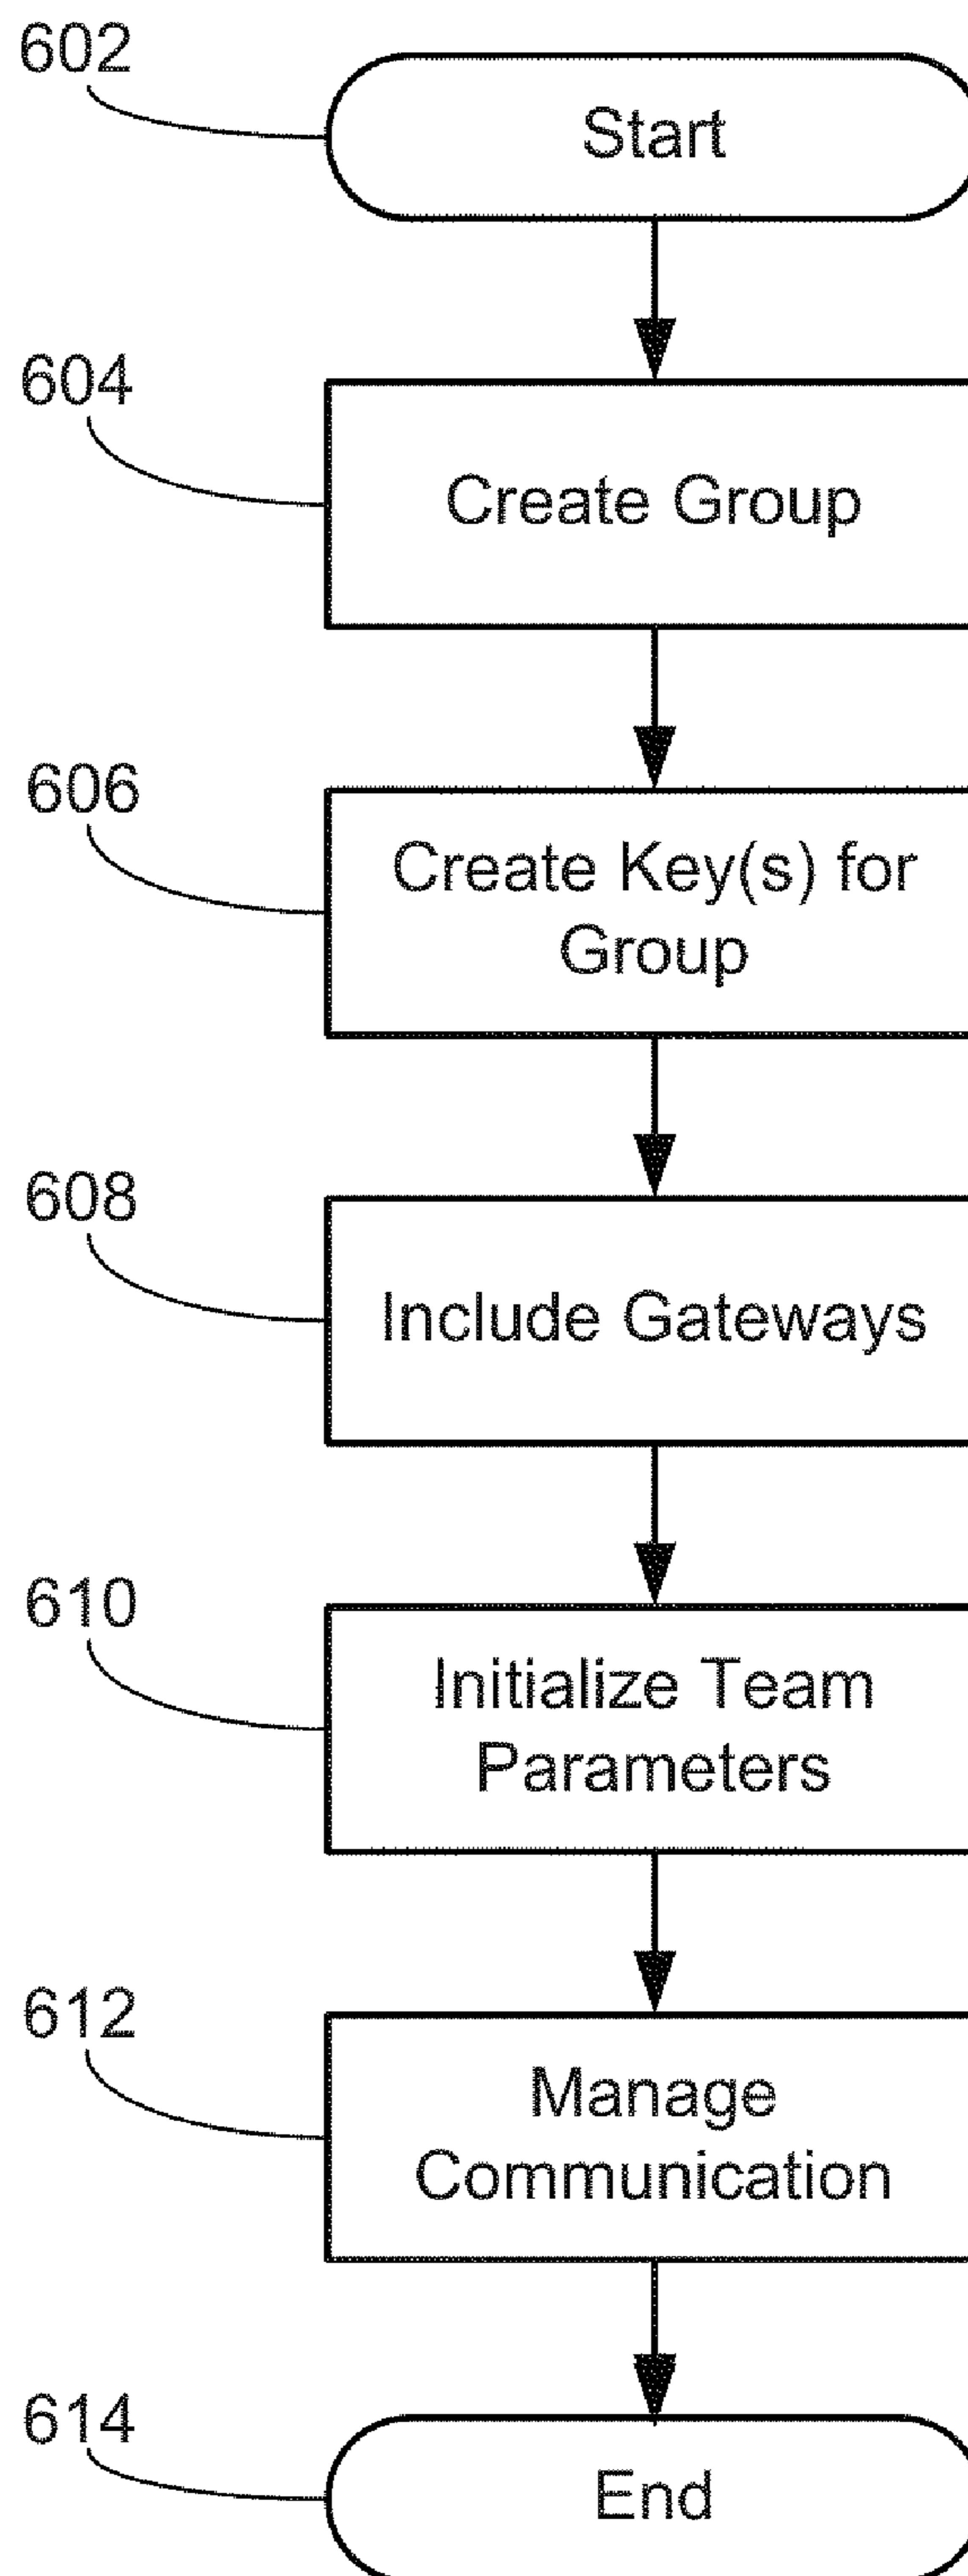 602
Start
604
Create Group
606
Create Key(s) for
Group
608
Include Gateways
610
Initialize Team
Parameters
612
Manage
Communication
614
End